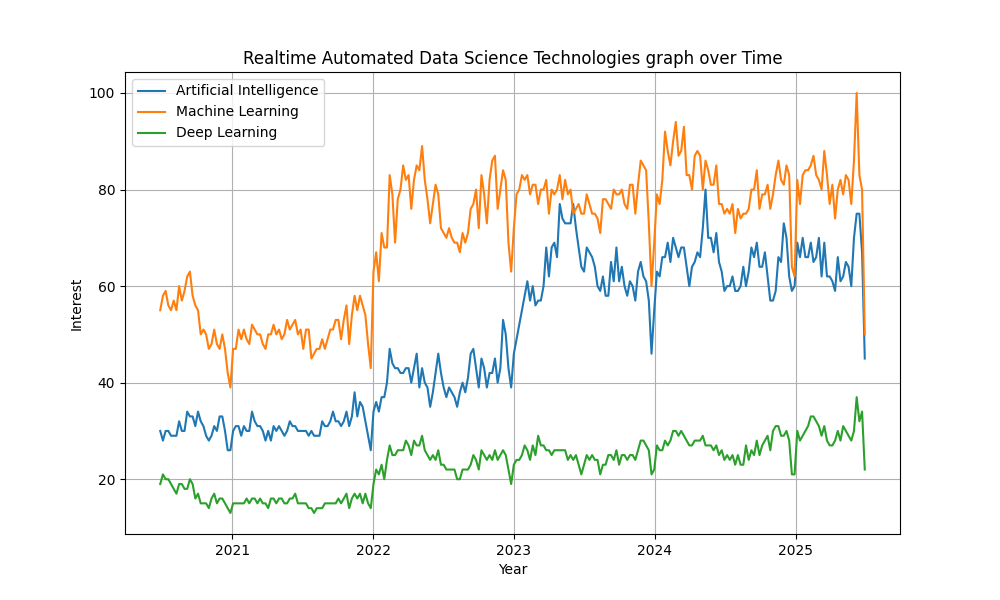 Realtime Automated Data Science Technologies graph over Time
Artificial Intelligence
Machine Learning
Deep Learning
100
80
60
40
20
Interest
2021 2022 2023 2024 2025
Year